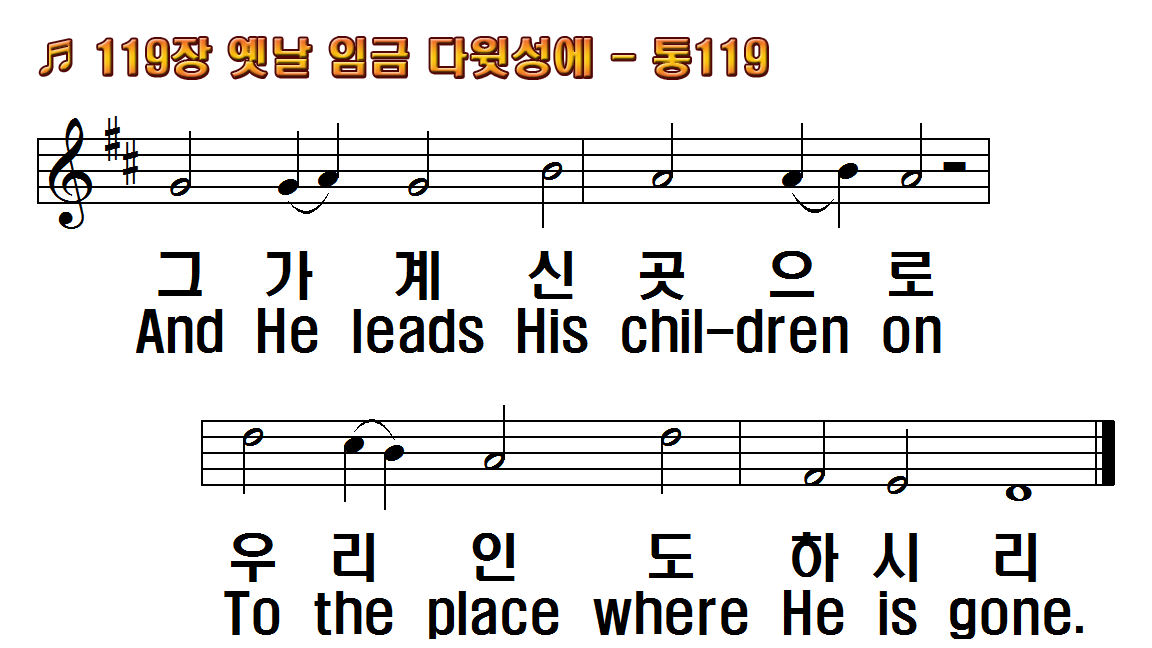 ♬ 119장 옛날 임금 다윗성에 - 통119
그 가 계 신 곳 으 로
And He leads His chil-dren on
우 리 인 도 하 시 리
To the place where He is gone.